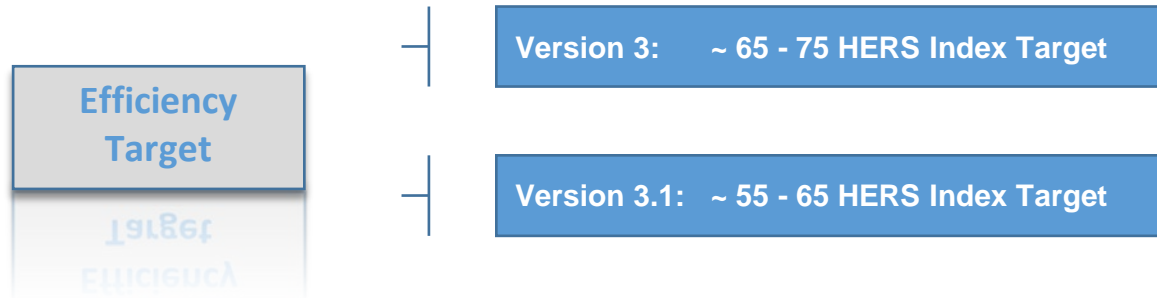 Efficiency
Target
Version 3: ~ 65 - 75 HERS Index Target
Version 3.1: ~ 55 - 65 HERS Index Target